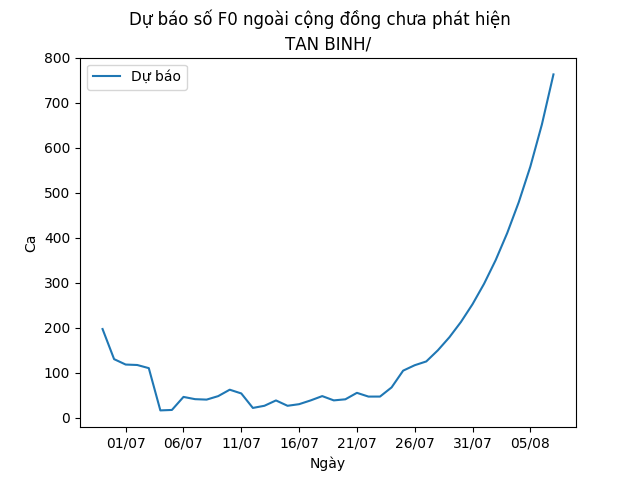 Dự báo số F0 ngoài cộng đồng chưa phát hiện
TAN BINH/
Dự báo
Ca
800
700
600
500
400
300
200
100
0
01/07 06/07 11/07 16/07 21/07 26/07 31/07 05/08
Ngày